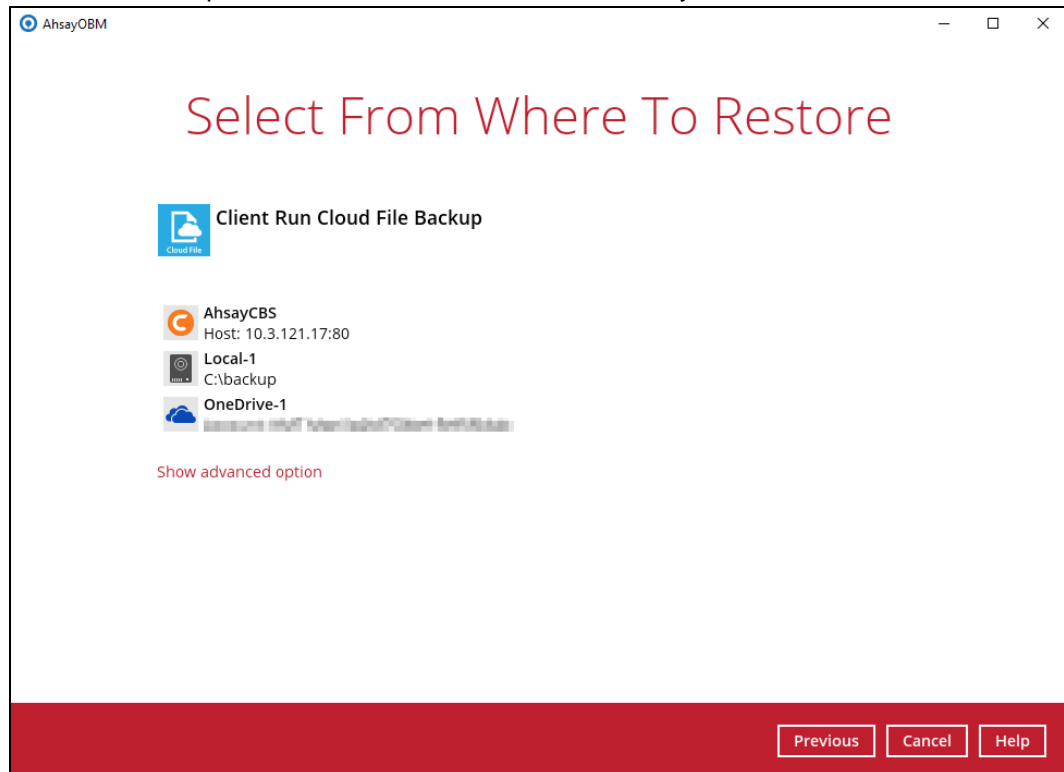 AhsayOBM
Select From Where To Restore
Client Run Cloud File Backup
Cloud File
AhsayCBS
Host: 10.3.121.17:80
Local-1
C:\backup
OneDrive-1
Show advanced option
Previous Cancel Help